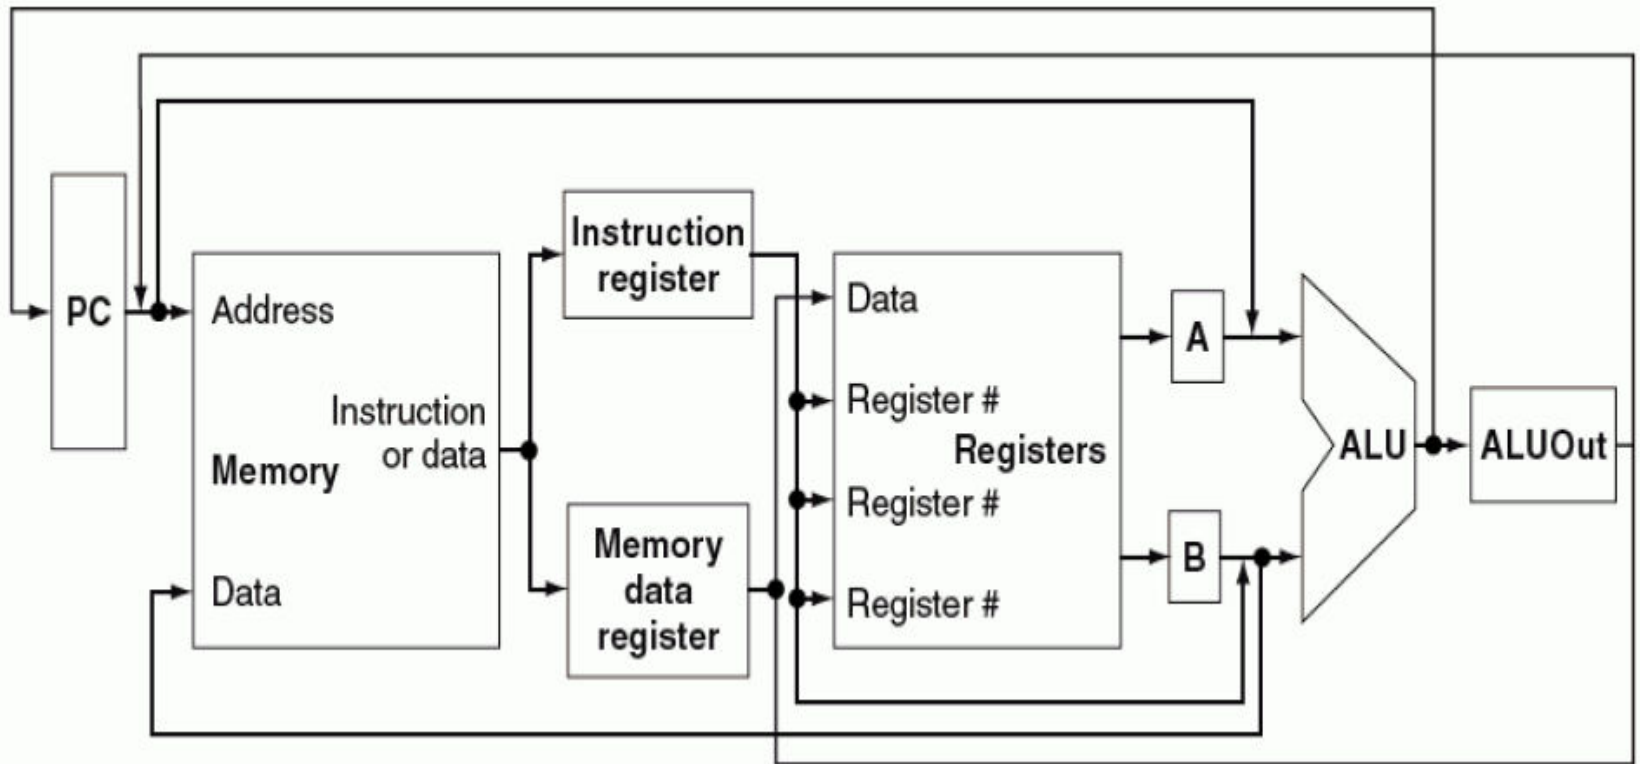 PC
Address
Instruction
or data
Memory
Data
Instruction
register
Memory
data
register
Data
Register #
Registers
Register #
Register #
A
B
ALU
ALUOut